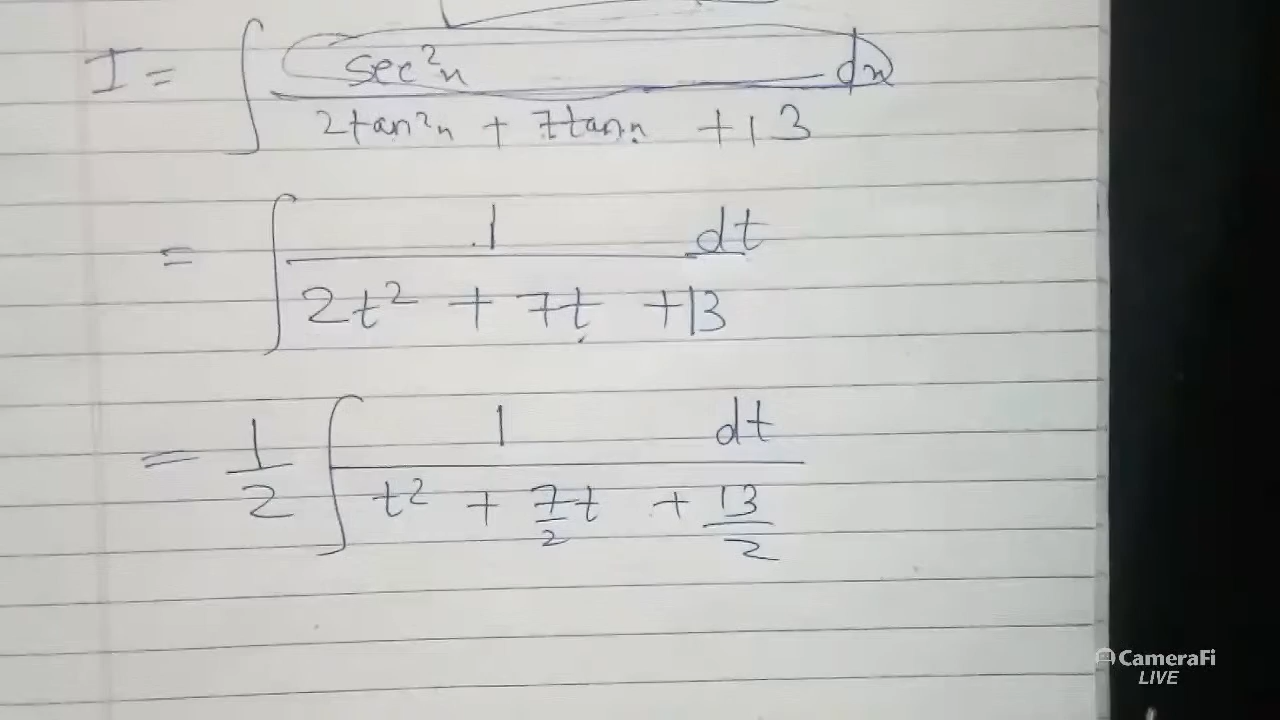 I = ∫ sec²x dx / 2tan²x + 7tanx + 13
= ∫ 1 dt / 2t² + 7t + 13
= 1/2 ∫ 1 dt / t² + 7/2 t + 13/2
CameraFi
LIVE